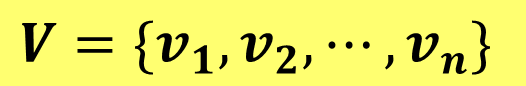 V = {v₁, v₂, ⋯, vₙ}